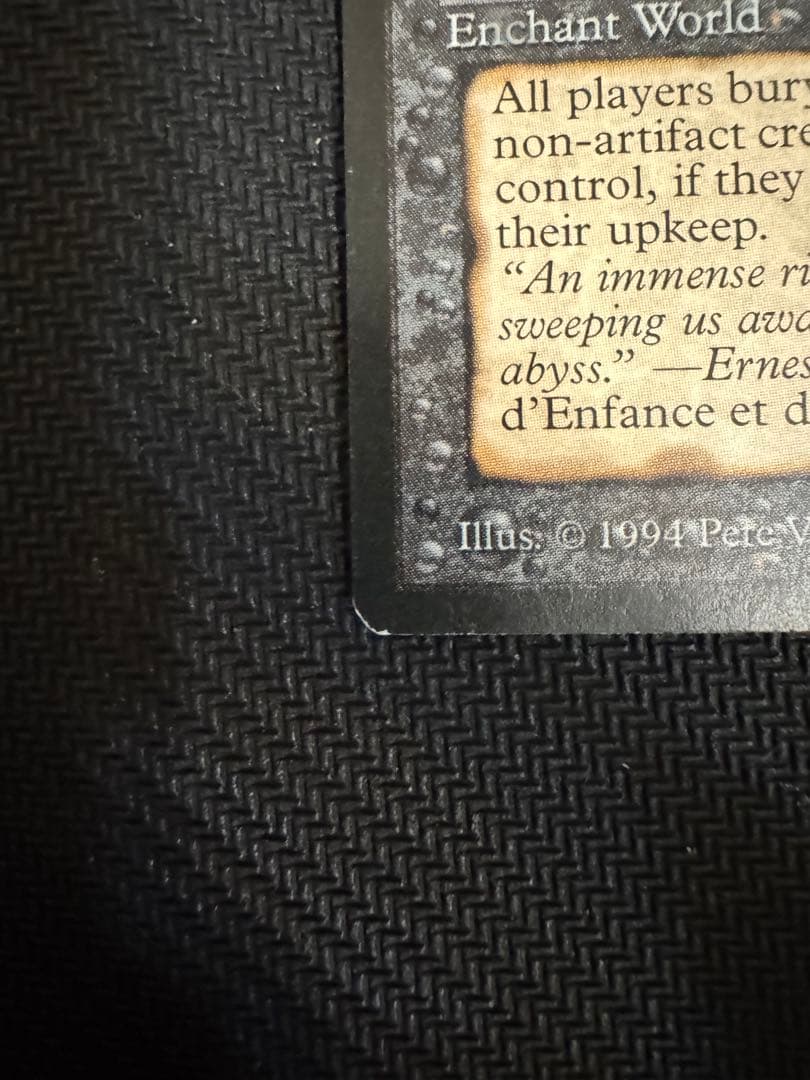 Enchant World
All players bury
non-artifact cre
control, if they
their upkeep.
“An immense ri
sweeping us awa
abyss.” —Ernes
d’Enfance et d
Illus. © 1994 Pete V